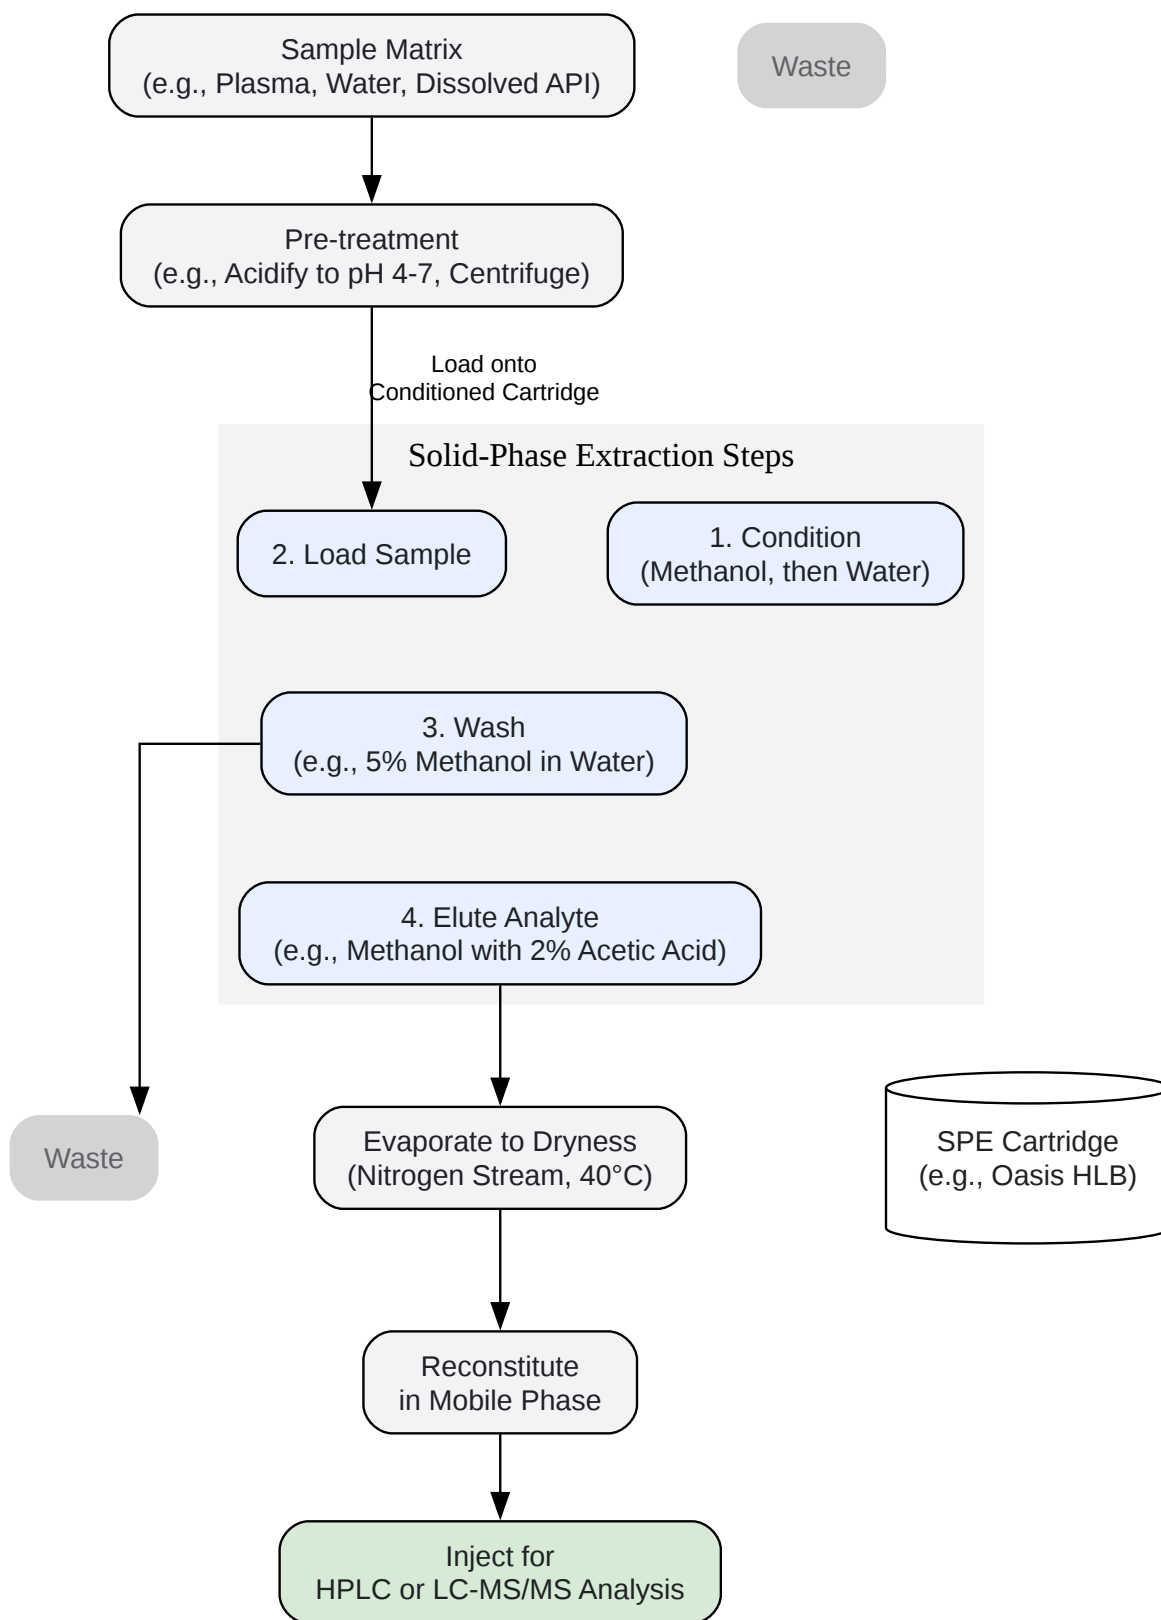 Sample Matrix
(e.g., Plasma, Water, Dissolved API)
Waste
Pre-treatment
(e.g., Acidify to pH 4-7, Centrifuge)
Load onto
Conditioned Cartridge
Solid-Phase Extraction Steps
2. Load Sample
1. Condition
(Methanol, then Water)
3. Wash
(e.g., 5% Methanol in Water)
4. Elute Analyte
(e.g., Methanol with 2% Acetic Acid)
Waste
Evaporate to Dryness
(Nitrogen Stream, 40°C)
SPE Cartridge
(e.g., Oasis HLB)
Reconstitute
in Mobile Phase
Inject for
HPLC or LC-MS/MS Analysis